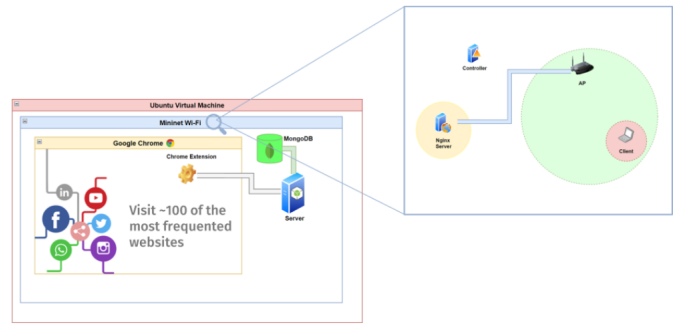 Ubuntu Virtual Machine
Mininet Wi-Fi
Google Chrome
Chrome Extension
MongoDB
Server
Visit ~100 of the
most frequented
websites
in
f
Controller
AP
Nginx
Server
Client